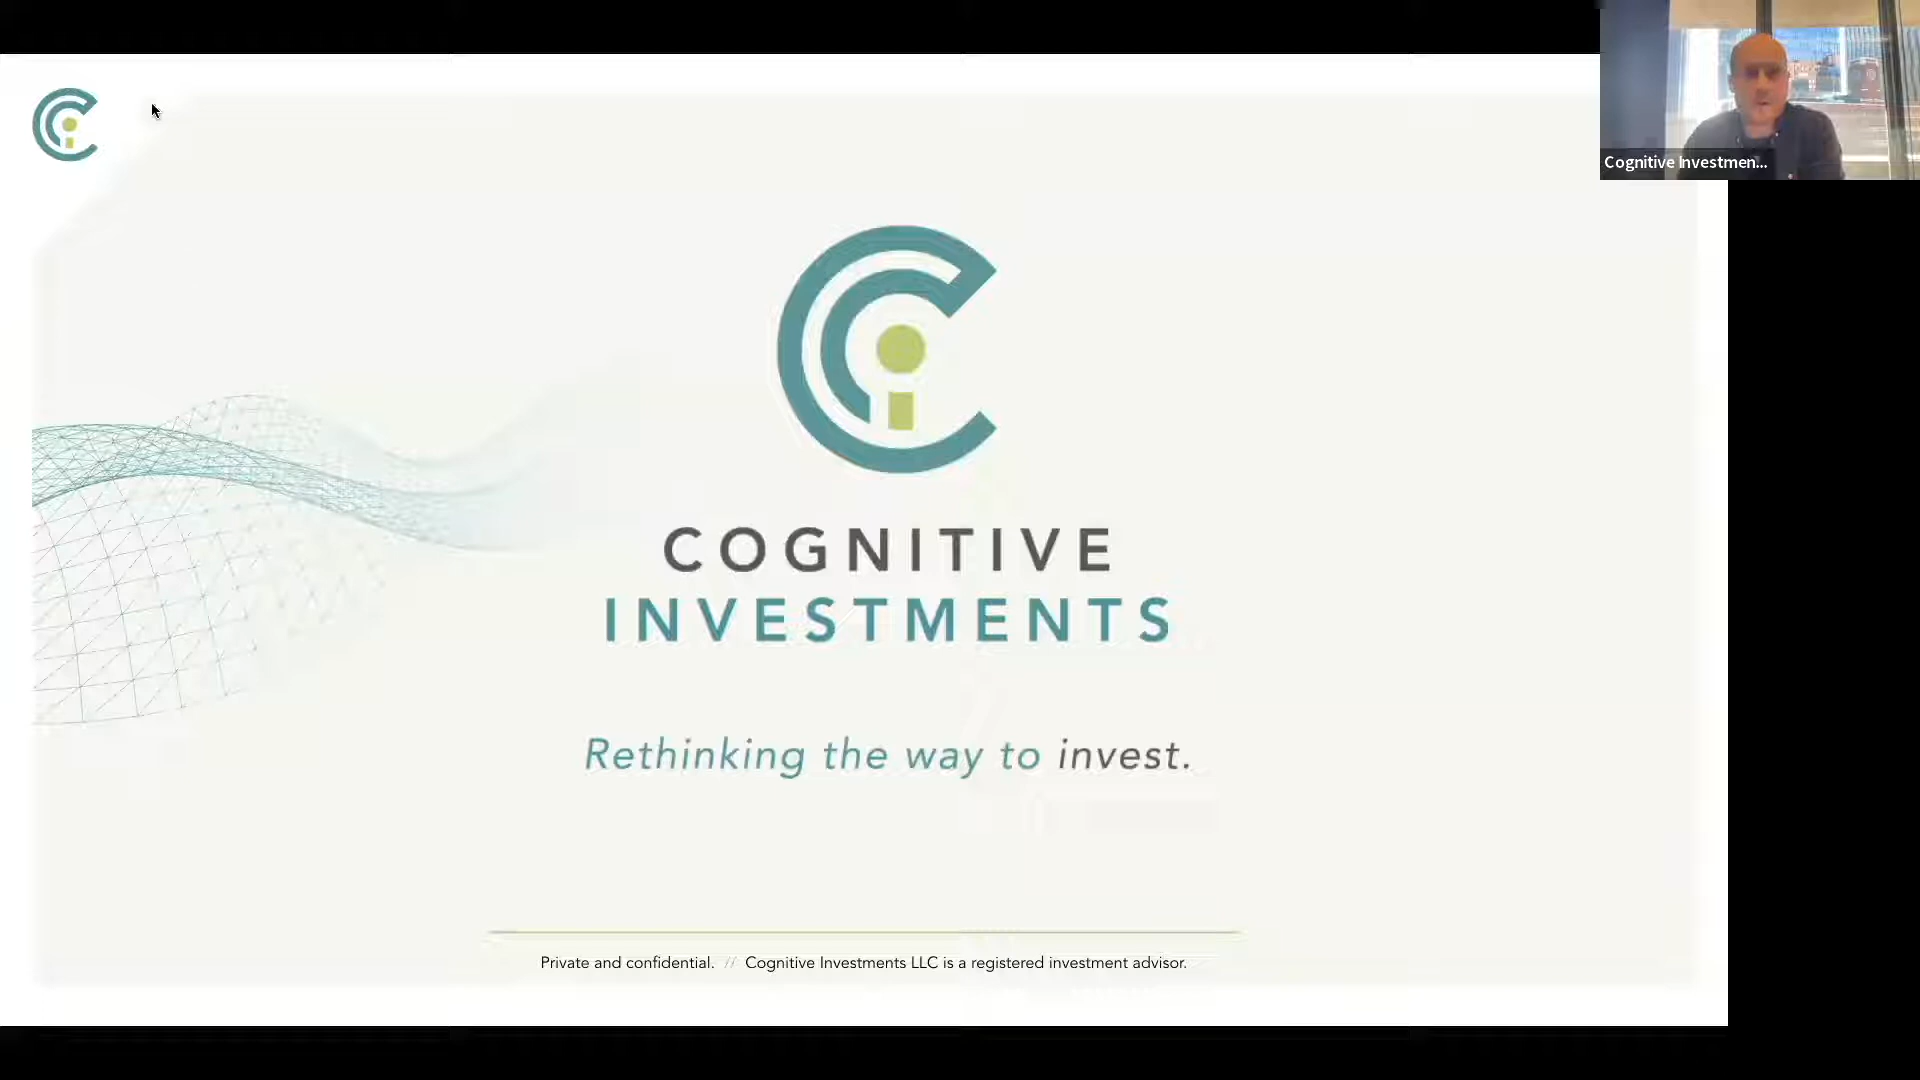 Cognitive Investmen...
COGNITIVE
INVESTMENTS
Rethinking the way to invest.
Private and confidential. // Cognitive Investments LLC is a registered investment advisor.